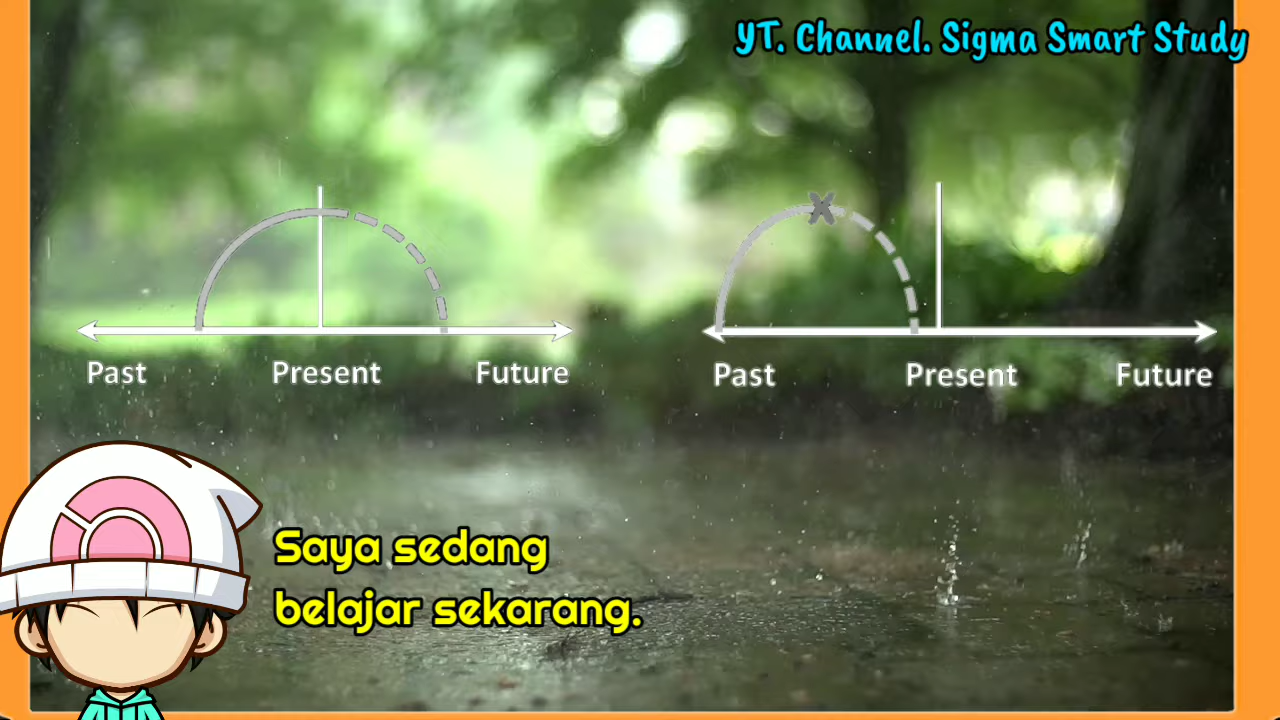 YT. Channel. Sigma Smart Study
Past Present Future
Past Present Future
Saya sedang
belajar sekarang.